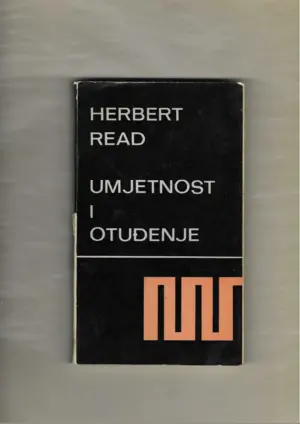 HERBERT
READ
UMJETNOST
I
OTUĐENJE